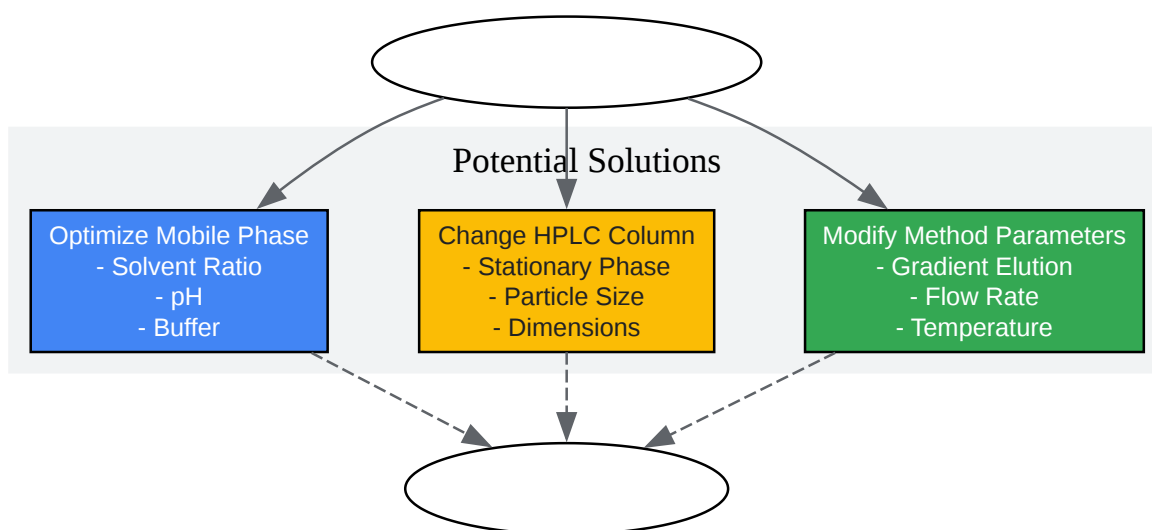 Potential Solutions
Optimize Mobile Phase
- Solvent Ratio
- pH
- Buffer
Change HPLC Column
- Stationary Phase
- Particle Size
- Dimensions
Modify Method Parameters
- Gradient Elution
- Flow Rate
- Temperature